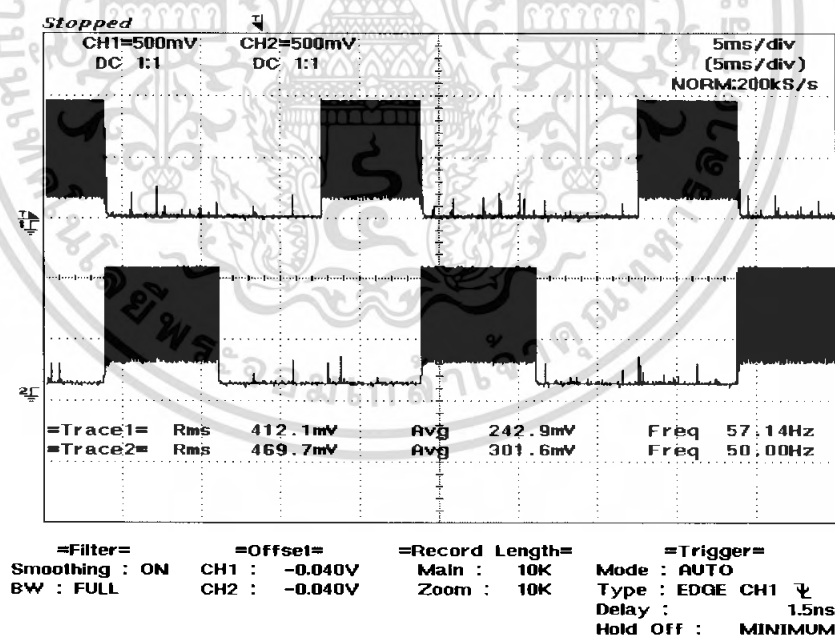 Stopped
CH1=500mV CH2=500mV 5ms/div
DC 1:1 DC 1:1 (5ms/div)
NORM:200kS/s
=Trace1= Rms 412.1mV Avg 242.9mV Freq 57.14Hz
=Trace2= Rms 469.7mV Avg 301.6mV Freq 50.00Hz
=Filter= =Offset= =Record Length= =Trigger=
Smoothing : ON CH1 : -0.040V Main : 10K Mode : AUTO
BW : FULL CH2 : -0.040V Zoom : 10K Type : EDGE CH1
Delay : 1.5ns
Hold Off : MINIMUM